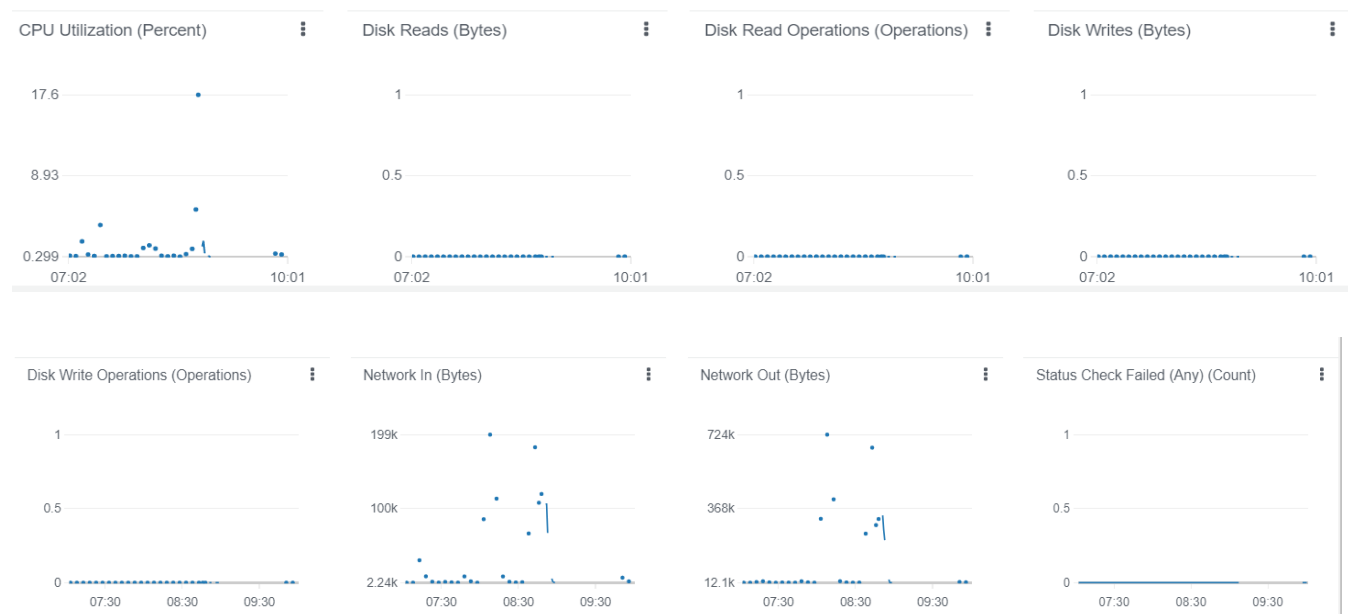 CPU Utilization (Percent)
Disk Reads (Bytes)
Disk Read Operations (Operations)
Disk Writes (Bytes)
17.6
8.93
0.299
07:02 10:01
1
0.5
0
07:02 10:01
1
0.5
0
07:02 10:01
1
0.5
0
07:02 10:01
Disk Write Operations (Operations)
Network In (Bytes)
Network Out (Bytes)
Status Check Failed (Any) (Count)
1
0.5
0
07:30 08:30 09:30
199k
100k
2.24k
07:30 08:30 09:30
724k
368k
12.1k
07:30 08:30 09:30
1
0.5
0
07:30 08:30 09:30